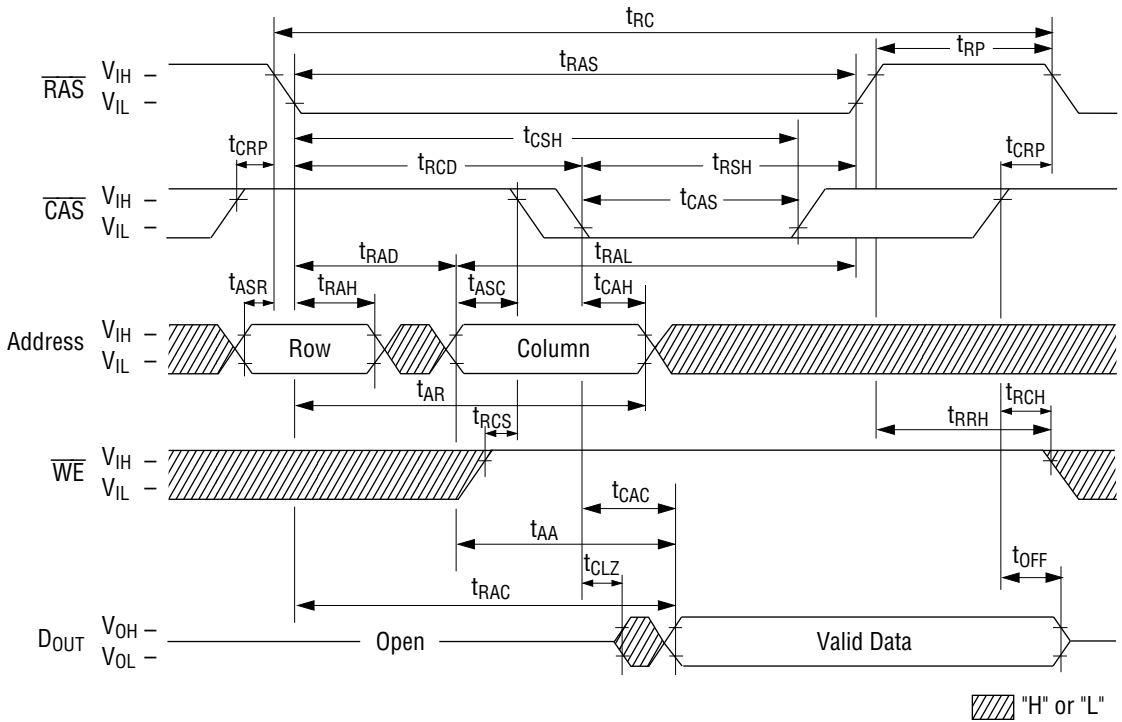 tRC
tRP
RAS
VIH
VIL
tRAS
tCSH
tCRP
tRCD
tRSH
tCRP
CAS
VIH
VIL
tCAS
tRAD
tRAL
tASR
tRAH
tASC
tCAH
Address
VIH
VIL
Row
Column
tAR
tRCS
tRCH
tRRH
WE
VIH
VIL
tCAC
tAA
tCLZ
tOFF
tRAC
DOUT
VOH
VOL
Open
Valid Data
"H" or "L"